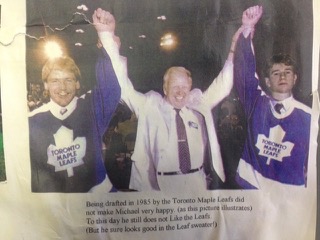 TORONTO
MAPLE
LEAFS
TORONTO
MAPLE
LEAFS
Being drafted in 1985 by the Toronto Maple Leafs did
not make Michael very happy. (as this picture illustrates)
To this day he still does not Like the Leafs.
(But he sure looks good in the Leaf sweater!)